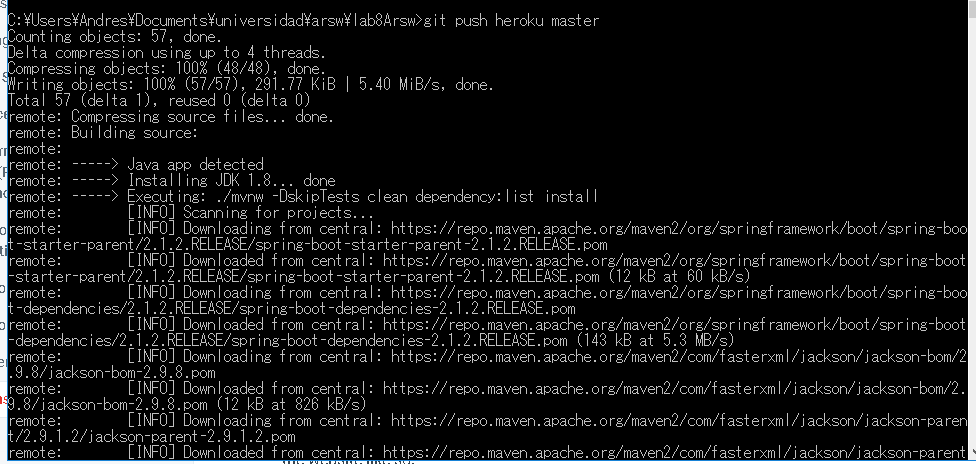 C:¥Users¥Andres¥Documents¥universidad¥arsw¥lab8Arsw>git push heroku master
Counting objects: 57, done.
Delta compression using up to 4 threads.
Compressing objects: 100% (48/48), done.
Writing objects: 100% (57/57), 291.77 KiB | 5.40 MiB/s, done.
Total 57 (delta 1), reused 0 (delta 0)
remote: Compressing source files... done.
remote: Building source:
remote:
remote: -----> Java app detected
remote: -----> Installing JDK 1.8... done
remote: -----> Executing: ./mvnw -DskipTests clean dependency:list install
remote:        [INFO] Scanning for projects...
remote:        [INFO] Downloading from central: https://repo.maven.apache.org/maven2/org/springframework/boot/spring-boo
t-starter-parent/2.1.2.RELEASE/spring-boot-starter-parent-2.1.2.RELEASE.pom
remote:        [INFO] Downloaded from central: https://repo.maven.apache.org/maven2/org/springframework/boot/spring-boot
-starter-parent/2.1.2.RELEASE/spring-boot-starter-parent-2.1.2.RELEASE.pom (12 kB at 60 kB/s)
remote:        [INFO] Downloading from central: https://repo.maven.apache.org/maven2/org/springframework/boot/spring-boo
t-dependencies/2.1.2.RELEASE/spring-boot-dependencies-2.1.2.RELEASE.pom
remote:        [INFO] Downloaded from central: https://repo.maven.apache.org/maven2/org/springframework/boot/spring-boot
-dependencies/2.1.2.RELEASE/spring-boot-dependencies-2.1.2.RELEASE.pom (143 kB at 5.3 MB/s)
remote:        [INFO] Downloading from central: https://repo.maven.apache.org/maven2/com/fasterxml/jackson/jackson-bom/2
.9.8/jackson-bom-2.9.8.pom
remote:        [INFO] Downloaded from central: https://repo.maven.apache.org/maven2/com/fasterxml/jackson/jackson-bom/2.
9.8/jackson-bom-2.9.8.pom (12 kB at 826 kB/s)
remote:        [INFO] Downloading from central: https://repo.maven.apache.org/maven2/com/fasterxml/jackson/jackson-paren
t/2.9.1.2/jackson-parent-2.9.1.2.pom
remote:        [INFO] Downloaded from central: https://repo.maven.apache.org/maven2/com/fasterxml/jackson/jackson-parent